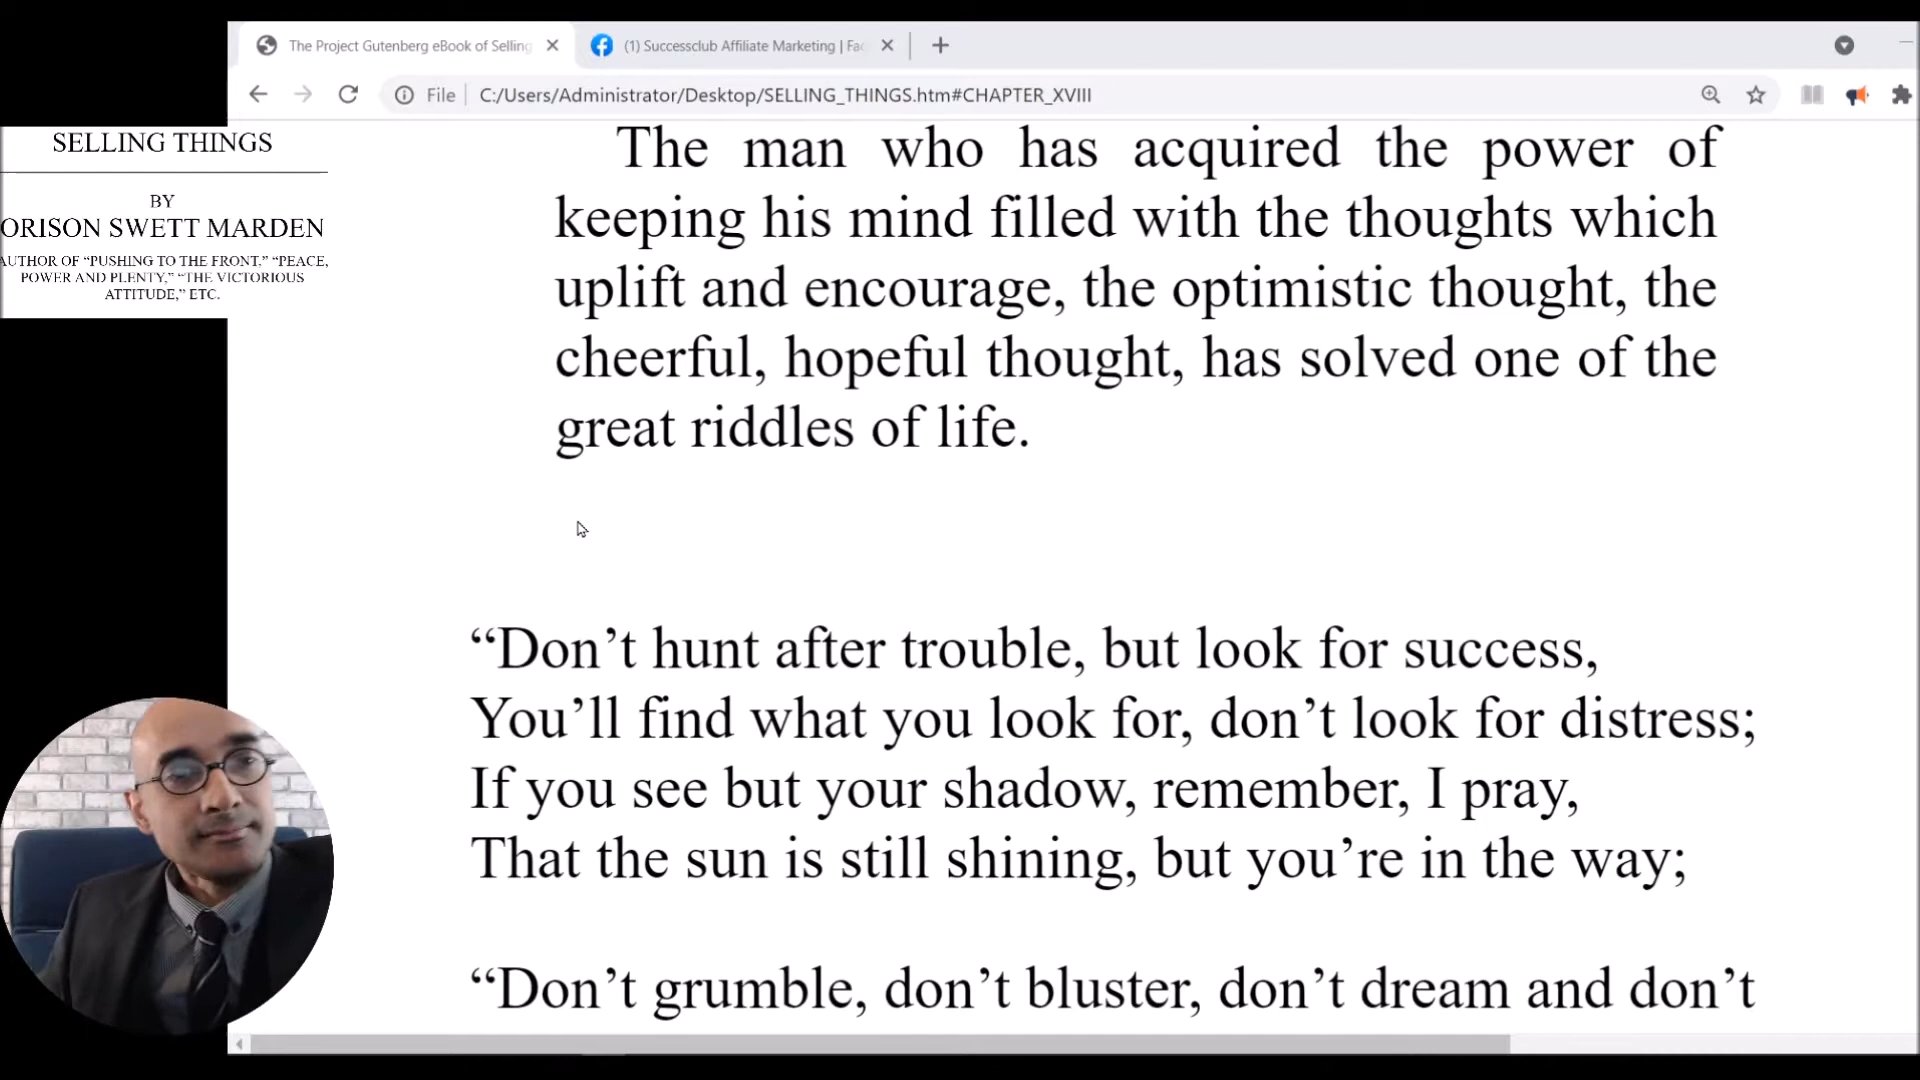 The Project Gutenberg eBook of Selling
(1) Successclub Affiliate Marketing | Fac
File
C:/Users/Administrator/Desktop/SELLING_THINGS.htm#CHAPTER_XVIII
SELLING THINGS
BY
ORISON SWETT MARDEN
AUTHOR OF “PUSHING TO THE FRONT,” “PEACE,
POWER AND PLENTY,” “THE VICTORIOUS
ATTITUDE,” ETC.
The man who has acquired the power of
keeping his mind filled with the thoughts which
uplift and encourage, the optimistic thought, the
cheerful, hopeful thought, has solved one of the
great riddles of life.
“Don’t hunt after trouble, but look for success,
You’ll find what you look for, don’t look for distress;
If you see but your shadow, remember, I pray,
That the sun is still shining, but you’re in the way;
“Don’t grumble, don’t bluster, don’t dream and don’t